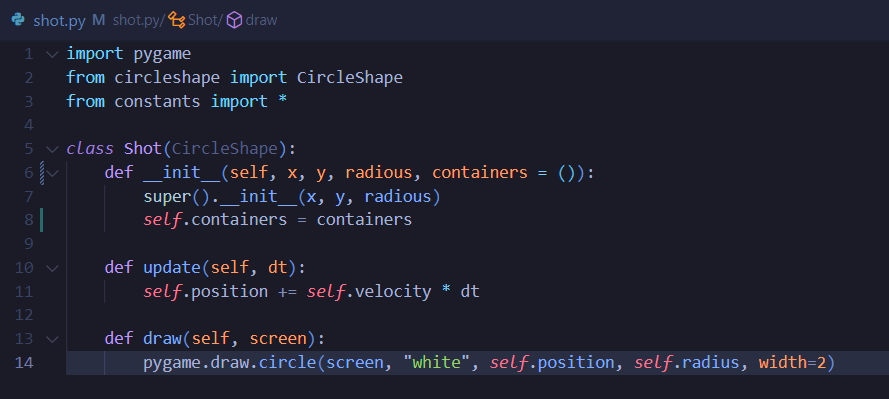 shot.py M shot.py/ Shot/ draw
1 import pygame
2 from circleshape import CircleShape
3 from constants import *
4
5 class Shot(CircleShape):
6     def __init__(self, x, y, radious, containers = ()):
7         super().__init__(x, y, radious)
8         self.containers = containers
9
10     def update(self, dt):
11         self.position += self.velocity * dt
12
13     def draw(self, screen):
14         pygame.draw.circle(screen, "white", self.position, self.radius, width=2)